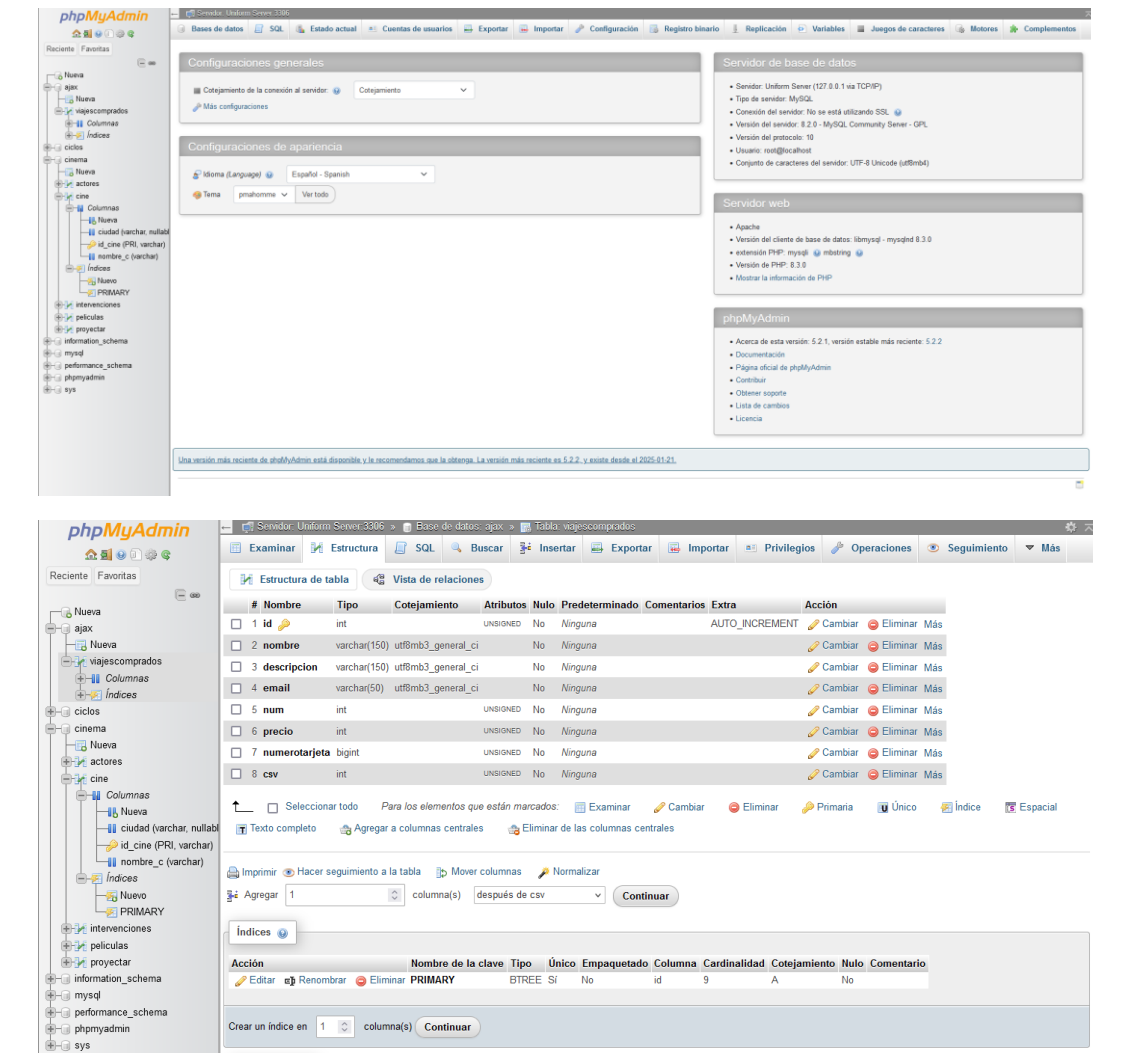 phpMyAdmin
Reciente Favoritas
Nueva
ajax
Nueva
viajescomprados
Columnas
Índices
ciclos
cinema
Nueva
actores
cine
Columnas
Nueva
ciudad (varchar, nullabl
id_cine (PRI, varchar)
nombre_c (varchar)
Índices
Nuevo
PRIMARY
intervenciones
peliculas
proyectar
information_schema
mysql
performance_schema
phpmyadmin
sys
Servidor: Uniform Server:3306
Bases de datos SQL Estado actual Cuentas de usuarios Exportar Importar Configuración Registro binario Replicación Variables Juegos de caracteres Motores Complementos
Configuraciones generales
Cotejamiento de la conexión al servidor: Cotejamiento
Más configuraciones
Configuraciones de apariencia
Idioma (Language) Español - Spanish
Tema pmahomme Ver todo
Servidor de base de datos
• Servidor: Uniform Server (127.0.0.1 via TCP/IP)
• Tipo de servidor: MySQL
• Conexión del servidor: No se está utilizando SSL
• Versión del servidor: 8.2.0 - MySQL Community Server - GPL
• Versión del protocolo: 10
• Usuario: root@localhost
• Conjunto de caracteres del servidor: UTF-8 Unicode (utf8mb4)
Servidor web
• Apache
• Versión del cliente de base de datos: libmysql - mysqlnd 8.3.0
• extensión PHP: mysqli mbstring
• Versión de PHP: 8.3.0
• Mostrar la información de PHP
phpMyAdmin
• Acerca de esta versión: 5.2.1, versión estable más reciente: 5.2.2
• Documentación
• Página oficial de phpMyAdmin
• Contribuir
• Obtener soporte
• Lista de cambios
• Licencia
Una versión más reciente de phpMyAdmin está disponible y le recomendamos que la obtenga. La versión más reciente es 5.2.2, y existe desde el 2025-01-21.
phpMyAdmin
Reciente Favoritas
Nueva
ajax
Nueva
viajescomprados
Columnas
Índices
ciclos
cinema
Nueva
actores
cine
Columnas
Nueva
ciudad (varchar, nullabl
id_cine (PRI, varchar)
nombre_c (varchar)
Índices
Nuevo
PRIMARY
intervenciones
peliculas
proyectar
information_schema
mysql
performance_schema
phpmyadmin
sys
Servidor: Uniform Server:3306 » Base de datos: ajax » Tabla: viajescomprados
Examinar Estructura SQL Buscar Insertar Exportar Importar Privilegios Operaciones Seguimiento Más
Estructura de tabla Vista de relaciones
# Nombre Tipo Cotejamiento Atributos Nulo Predeterminado Comentarios Extra Acción
1 id int UNSIGNED No Ninguna AUTO_INCREMENT Cambiar Eliminar Más
2 nombre varchar(150) utf8mb3_general_ci No Ninguna Cambiar Eliminar Más
3 descripcion varchar(150) utf8mb3_general_ci No Ninguna Cambiar Eliminar Más
4 email varchar(50) utf8mb3_general_ci No Ninguna Cambiar Eliminar Más
5 num int UNSIGNED No Ninguna Cambiar Eliminar Más
6 precio int UNSIGNED No Ninguna Cambiar Eliminar Más
7 numerotarjeta bigint UNSIGNED No Ninguna Cambiar Eliminar Más
8 csv int UNSIGNED No Ninguna Cambiar Eliminar Más
Seleccionar todo Para los elementos que están marcados: Examinar Cambiar Eliminar Primaria Único Índice Espacial
Texto completo Agregar a columnas centrales Eliminar de las columnas centrales
Imprimir Hacer seguimiento a la tabla Mover columnas Normalizar
Agregar 1 columna(s) después de csv Continuar
Índices
Acción Nombre de la clave Tipo Único Empaquetado Columna Cardinalidad Cotejamiento Nulo Comentario
Editar Renombrar Eliminar PRIMARY BTREE Sí No id 9 A No
Crear un índice en 1 columna(s) Continuar